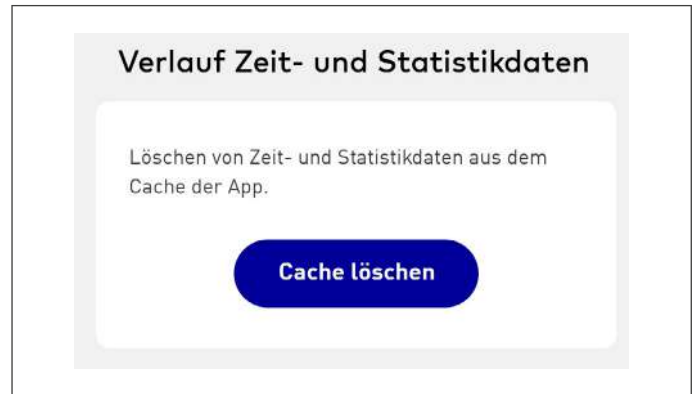 Verlauf Zeit- und Statistikdaten
Löschen von Zeit- und Statistikdaten aus dem
Cache der App.
Cache löschen